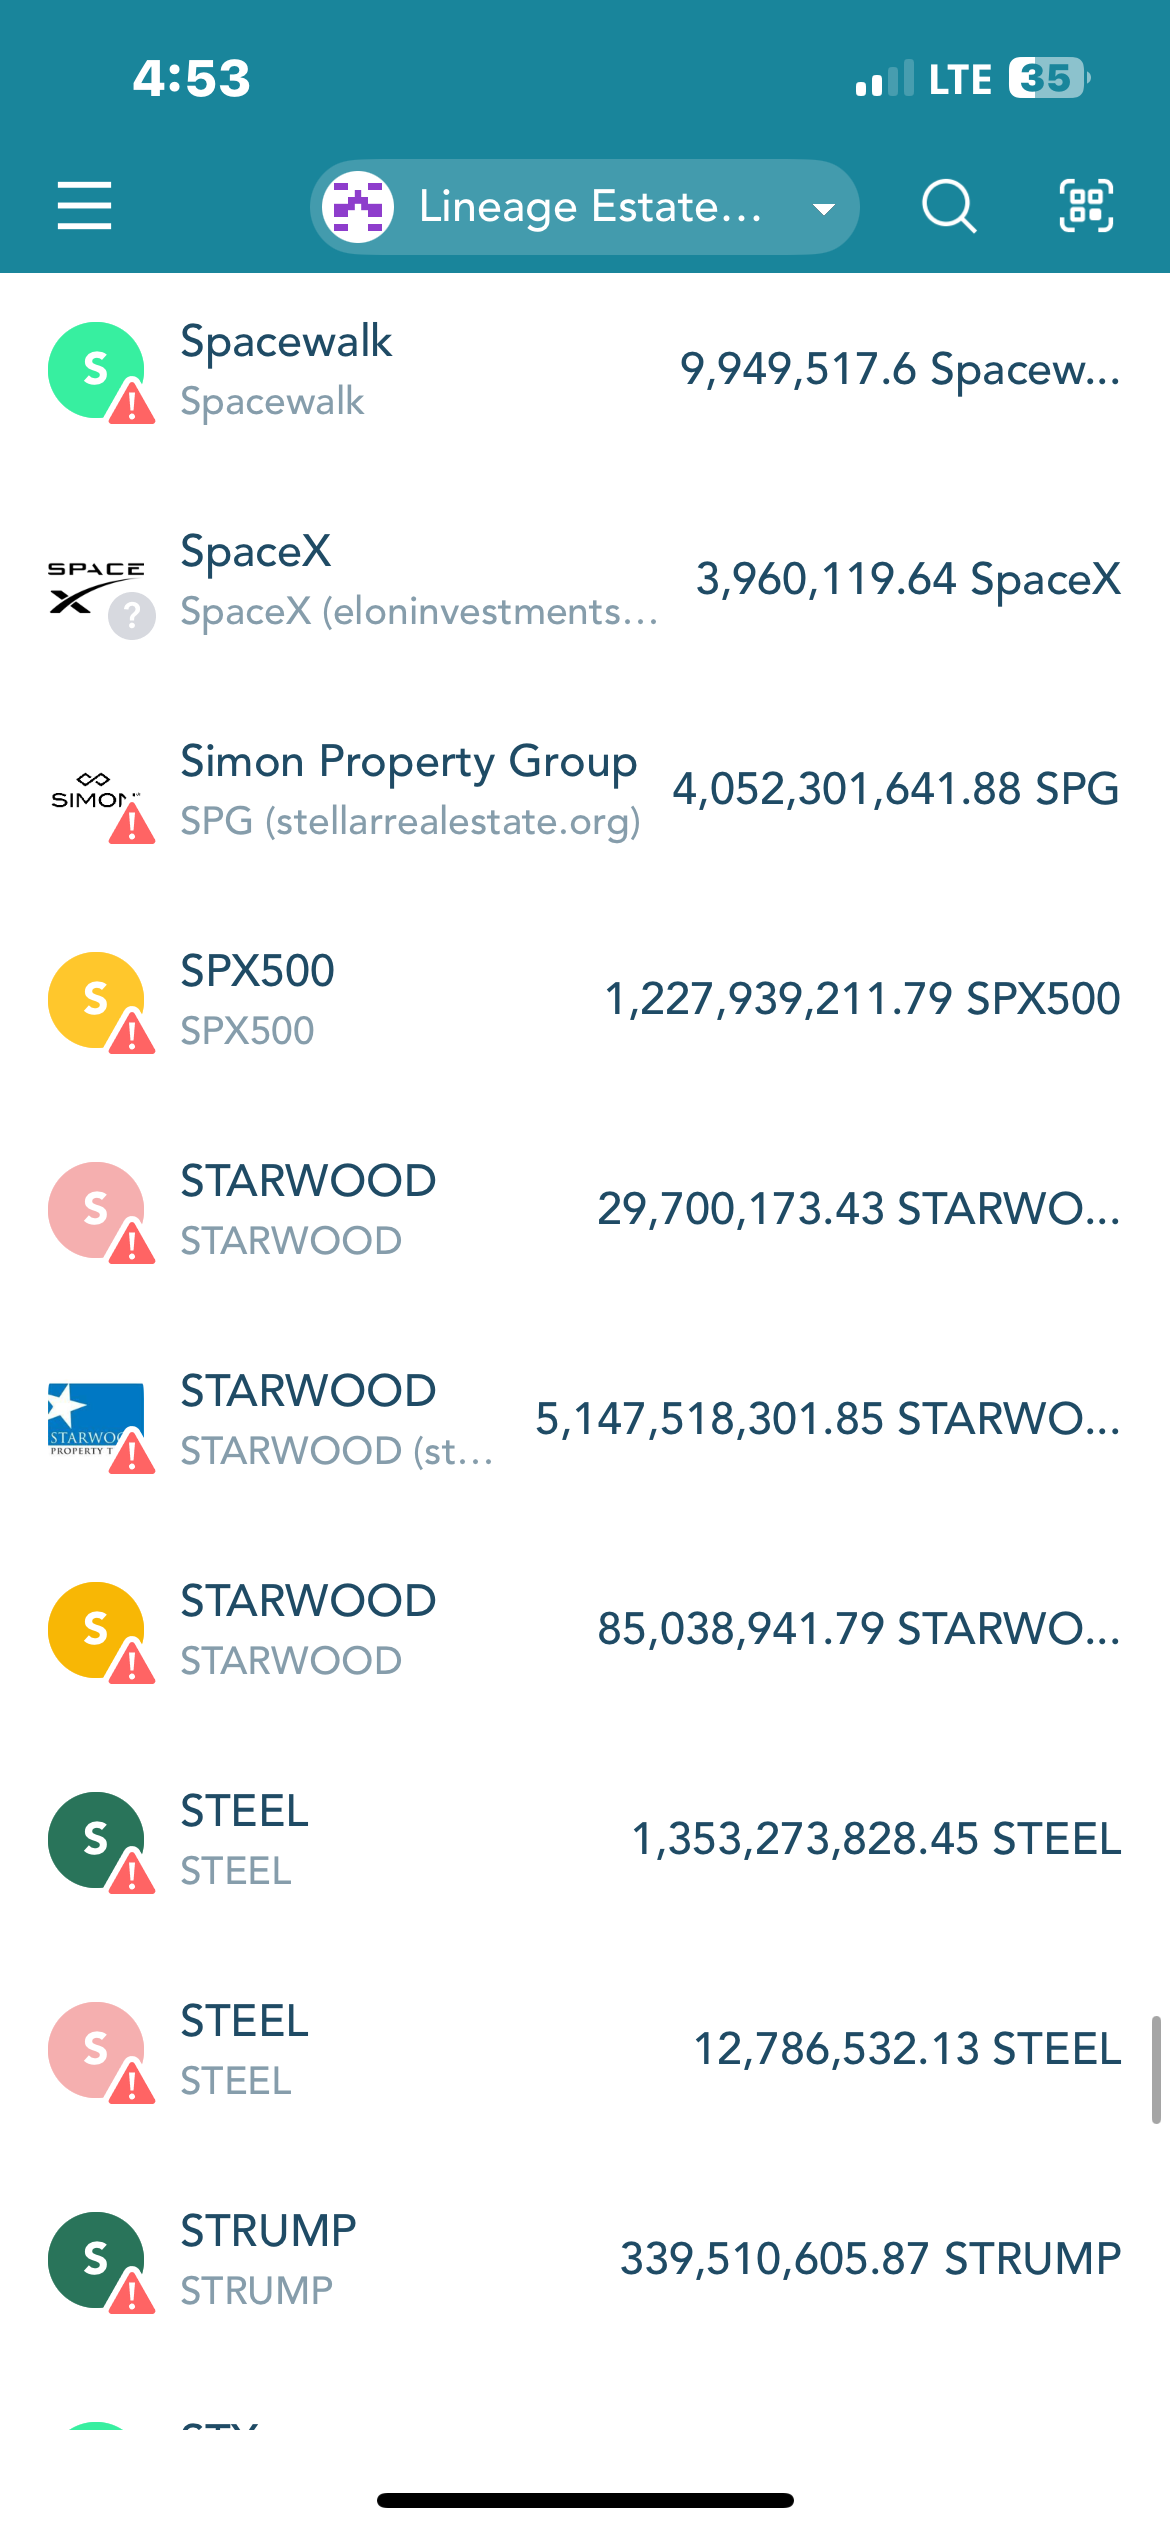 4:53
LTE 35
Lineage Estate...
S
Spacewalk
Spacewalk
9,949,517.6 Spacew...
SPACE X
SpaceX
SpaceX (eloninvestments...
3,960,119.64 SpaceX
SIMON
Simon Property Group
SPG (stellarrealestate.org)
4,052,301,641.88 SPG
S
SPX500
SPX500
1,227,939,211.79 SPX500
S
STARWOOD
STARWOOD
29,700,173.43 STARWO...
STARWOO
PROPERTY T
STARWOOD
STARWOOD (st...
5,147,518,301.85 STARWO...
S
STARWOOD
STARWOOD
85,038,941.79 STARWO...
S
STEEL
STEEL
1,353,273,828.45 STEEL
S
STEEL
STEEL
12,786,532.13 STEEL
S
STRUMP
STRUMP
339,510,605.87 STRUMP